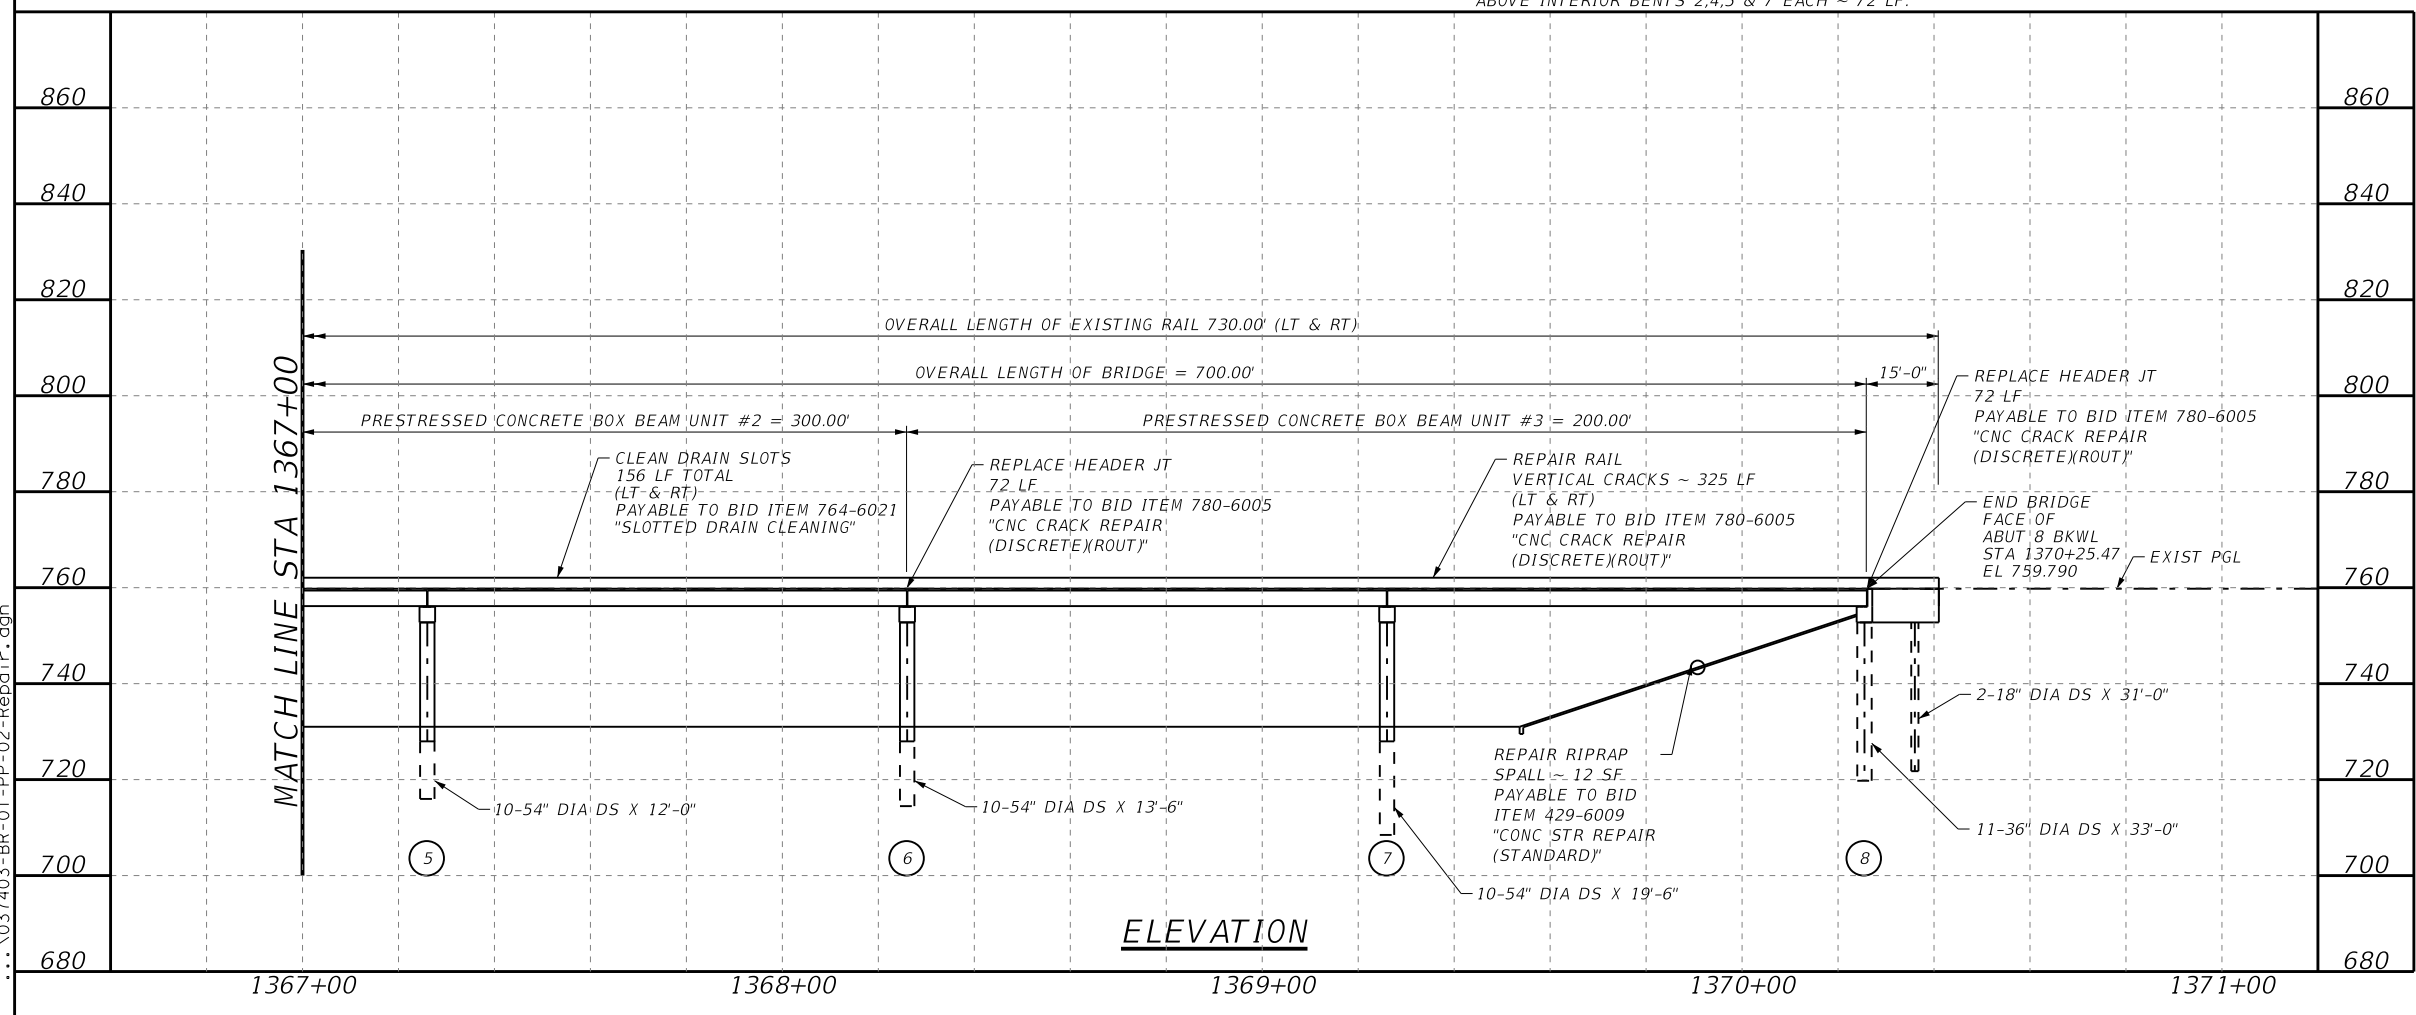 ABOVE INTERIOR BENTS 2,4,5 & 7 EACH ~ 72 LF.
860
860
840
840
820
820
OVERALL LENGTH OF EXISTING RAIL 730.00' (LT & RT)
OVERALL LENGTH OF BRIDGE = 700.00'
15'-0"
800
800
REPLACE HEADER JT
72 LF
PAYABLE TO BID ITEM 780-6005
"CNC CRACK REPAIR
(DISCRETE)(ROUT)"
PRESTRESSED CONCRETE BOX BEAM UNIT #2 = 300.00'
PRESTRESSED CONCRETE BOX BEAM UNIT #3 = 200.00'
MATCH LINE STA 1367+00
CLEAN DRAIN SLOTS
156 LF TOTAL
(LT & RT)
PAYABLE TO BID ITEM 764-6021
"SLOTTED DRAIN CLEANING"
REPLACE HEADER JT
72 LF
PAYABLE TO BID ITEM 780-6005
"CNC CRACK REPAIR
(DISCRETE)(ROUT)"
REPAIR RAIL
VERTICAL CRACKS ~ 325 LF
(LT & RT)
PAYABLE TO BID ITEM 780-6005
"CNC CRACK REPAIR
(DISCRETE)(ROUT)"
780
780
END BRIDGE
FACE OF
ABUT 8 BKWL
STA 1370+25.47
EL 759.790
EXIST PGL
760
760
740
740
2-18" DIA DS X 31'-0"
REPAIR RIPRAP
SPALL ~ 12 SF
PAYABLE TO BID
ITEM 429-6009
"CONC STR REPAIR
(STANDARD)"
720
720
10-54" DIA DS X 12'-0"
10-54" DIA DS X 13'-6"
11-36" DIA DS X 33'-0"
5
6
7
8
700
700
10-54" DIA DS X 19'-6"
ELEVATION
680
680
1367+00
1368+00
1369+00
1370+00
1371+00
....\037403-BR-01-PP-02-Repair.dgn